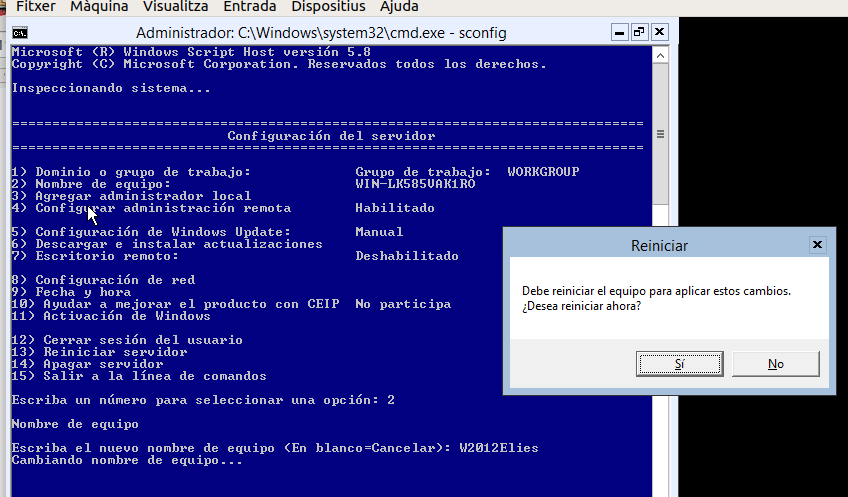 Fitxer Màquina Visualitza Entrada Dispositius Ajuda
Administrador: C:\Windows\system32\cmd.exe - sconfig
Microsoft (R) Windows Script Host versión 5.8
Copyright (C) Microsoft Corporation. Reservados todos los derechos.
Inspeccionando sistema...
===============================================================================
Configuración del servidor
===============================================================================
1) Dominio o grupo de trabajo: Grupo de trabajo: WORKGROUP
2) Nombre de equipo: WIN-LK585VAK1RO
3) Agregar administrador local
4) Configurar administración remota Habilitado
5) Configuración de Windows Update: Manual
6) Descargar e instalar actualizaciones
7) Escritorio remoto: Deshabilitado
8) Configuración de red
9) Fecha y hora
10) Ayudar a mejorar el producto con CEIP No participa
11) Activación de Windows
12) Cerrar sesión del usuario
13) Reiniciar servidor
14) Apagar servidor
15) Salir a la línea de comandos
Escriba un número para seleccionar una opción: 2
Nombre de equipo
Escriba el nuevo nombre de equipo (En blanco=Cancelar): W2012Elies
Cambiando nombre de equipo...
Reiniciar
Debe reiniciar el equipo para aplicar estos cambios.
¿Desea reiniciar ahora?
Sí No